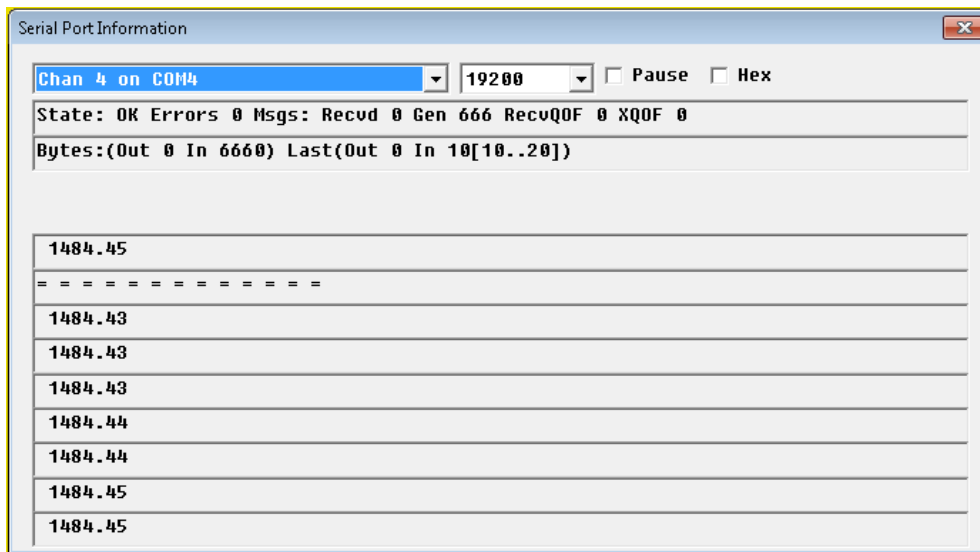 Serial Port Information
Chan 4 on COM4 19200 Pause Hex
State: OK Errors 0 Msgs: Recvd 0 Gen 666 RecvQOF 0 XQOF 0
Bytes:(Out 0 In 6660) Last(Out 0 In 10[10..20])
1484.45
= = = = = = = = = = = = =
1484.43
1484.43
1484.43
1484.44
1484.44
1484.45
1484.45